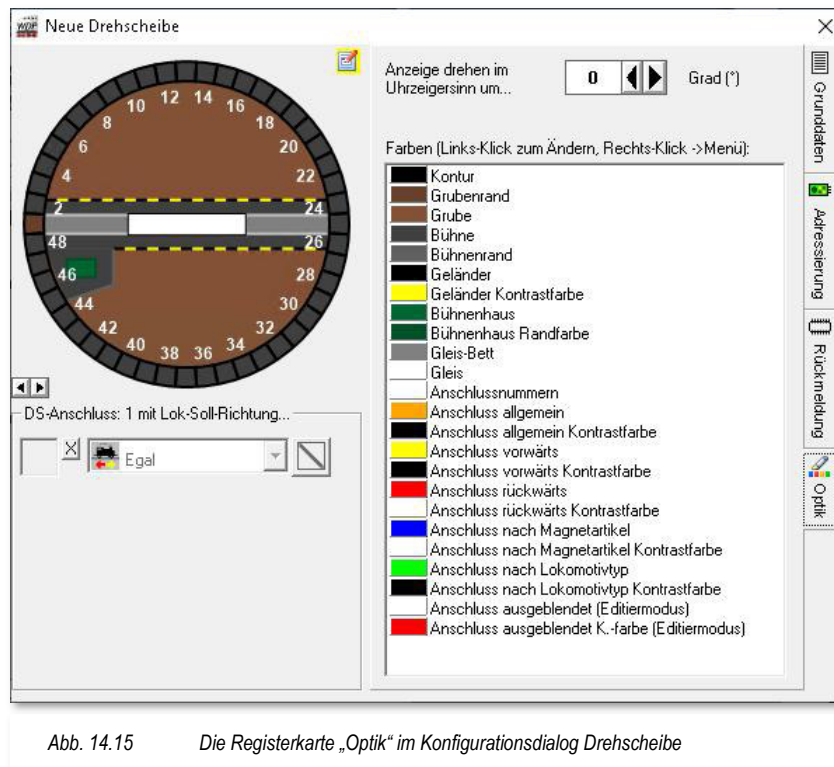 WDP Neue Drehscheibe
10 12 14 16
8 18
6 20
4 22
2 24
48 26
46 28
44 30
42 32
40 38 36 34
DS-Anschluss: 1 mit Lok-Soll-Richtung...
X Egal
Anzeige drehen im
Uhrzeigersinn um...
0 Grad (°)
Farben (Links-Klick zum Ändern, Rechts-Klick ->Menü):
Kontur
Grubenrand
Grube
Bühne
Bühnenrand
Geländer
Geländer Kontrastfarbe
Bühnenhaus
Bühnenhaus Randfarbe
Gleis-Bett
Gleis
Anschlussnummern
Anschluss allgemein
Anschluss allgemein Kontrastfarbe
Anschluss vorwärts
Anschluss vorwärts Kontrastfarbe
Anschluss rückwärts
Anschluss rückwärts Kontrastfarbe
Anschluss nach Magnetartikel
Anschluss nach Magnetartikel Kontrastfarbe
Anschluss nach Lokomotivtyp
Anschluss nach Lokomotivtyp Kontrastfarbe
Anschluss ausgeblendet (Editiermodus)
Anschluss ausgeblendet K.-farbe (Editiermodus)
Grunddaten
Adressierung
Rückmeldung
Optik
Abb. 14.15 Die Registerkarte „Optik“ im Konfigurationsdialog Drehscheibe